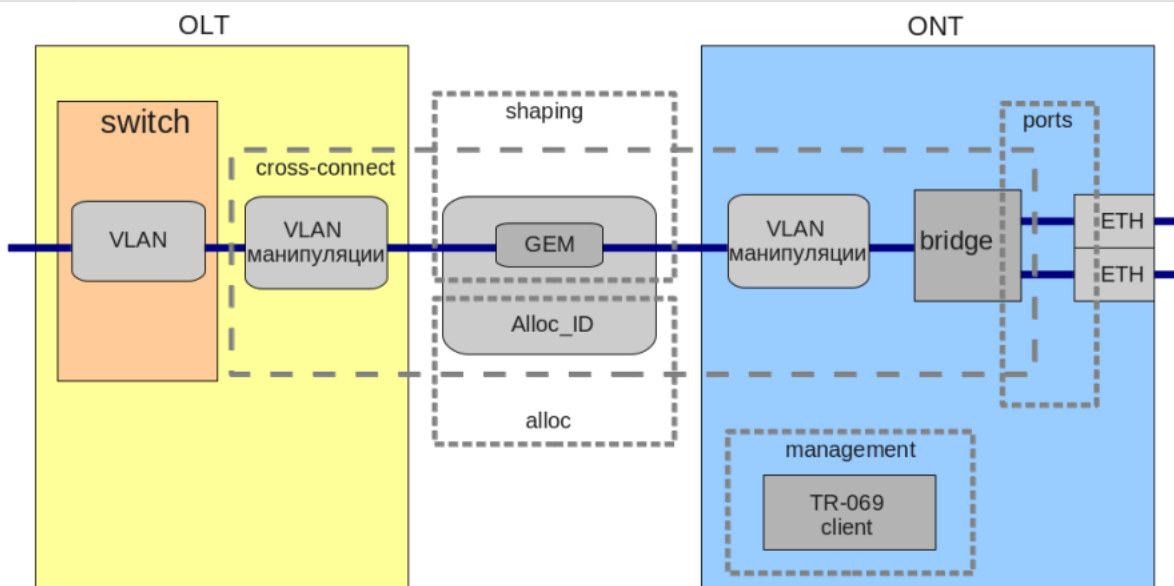 OLT
ONT
switch
shaping
ports
cross-connect
VLAN
VLAN
манипуляции
GEM
VLAN
манипуляции
bridge
ETH
ETH
Alloc_ID
alloc
management
TR-069
client